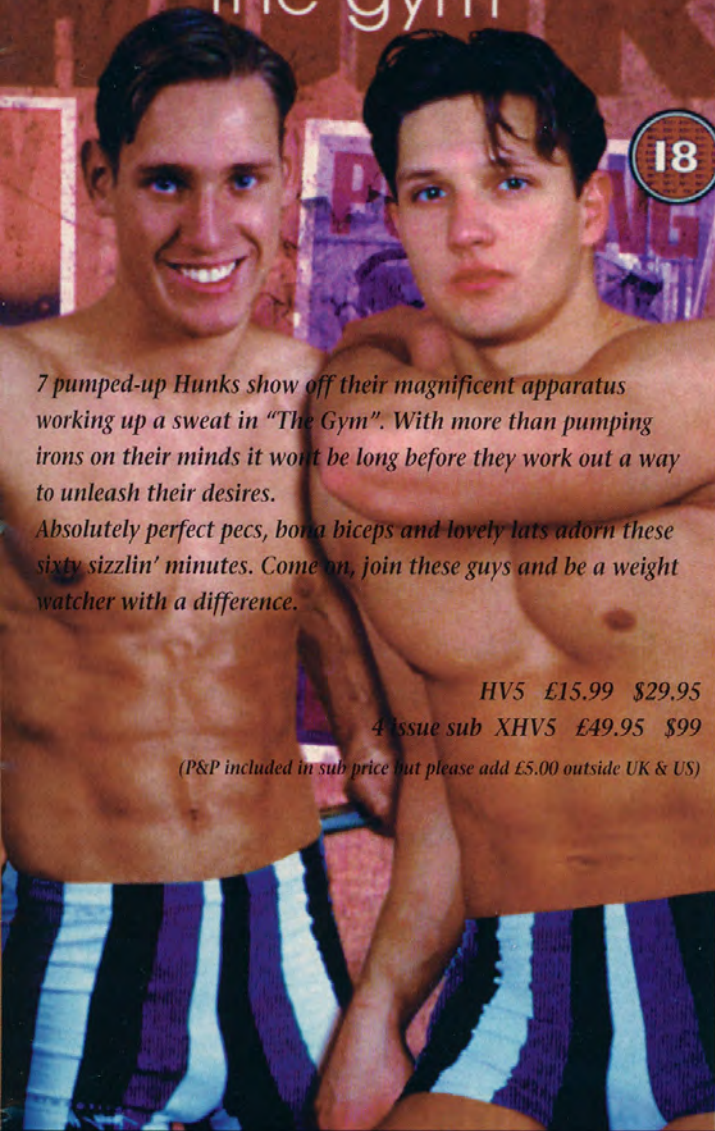 the gym
18
7 pumped-up Hunks show off their magnificent apparatus
working up a sweat in “The Gym”. With more than pumping
irons on their minds it wont be long before they work out a way
to unleash their desires.
Absolutely perfect pecs, bona biceps and lovely lats adorn these
sixty sizzlin’ minutes. Come on, join these guys and be a weight
watcher with a difference.
HV5 £15.99 $29.95
4 issue sub XHV5 £49.95 $99
(P&P included in sub price but please add £5.00 outside UK & US)